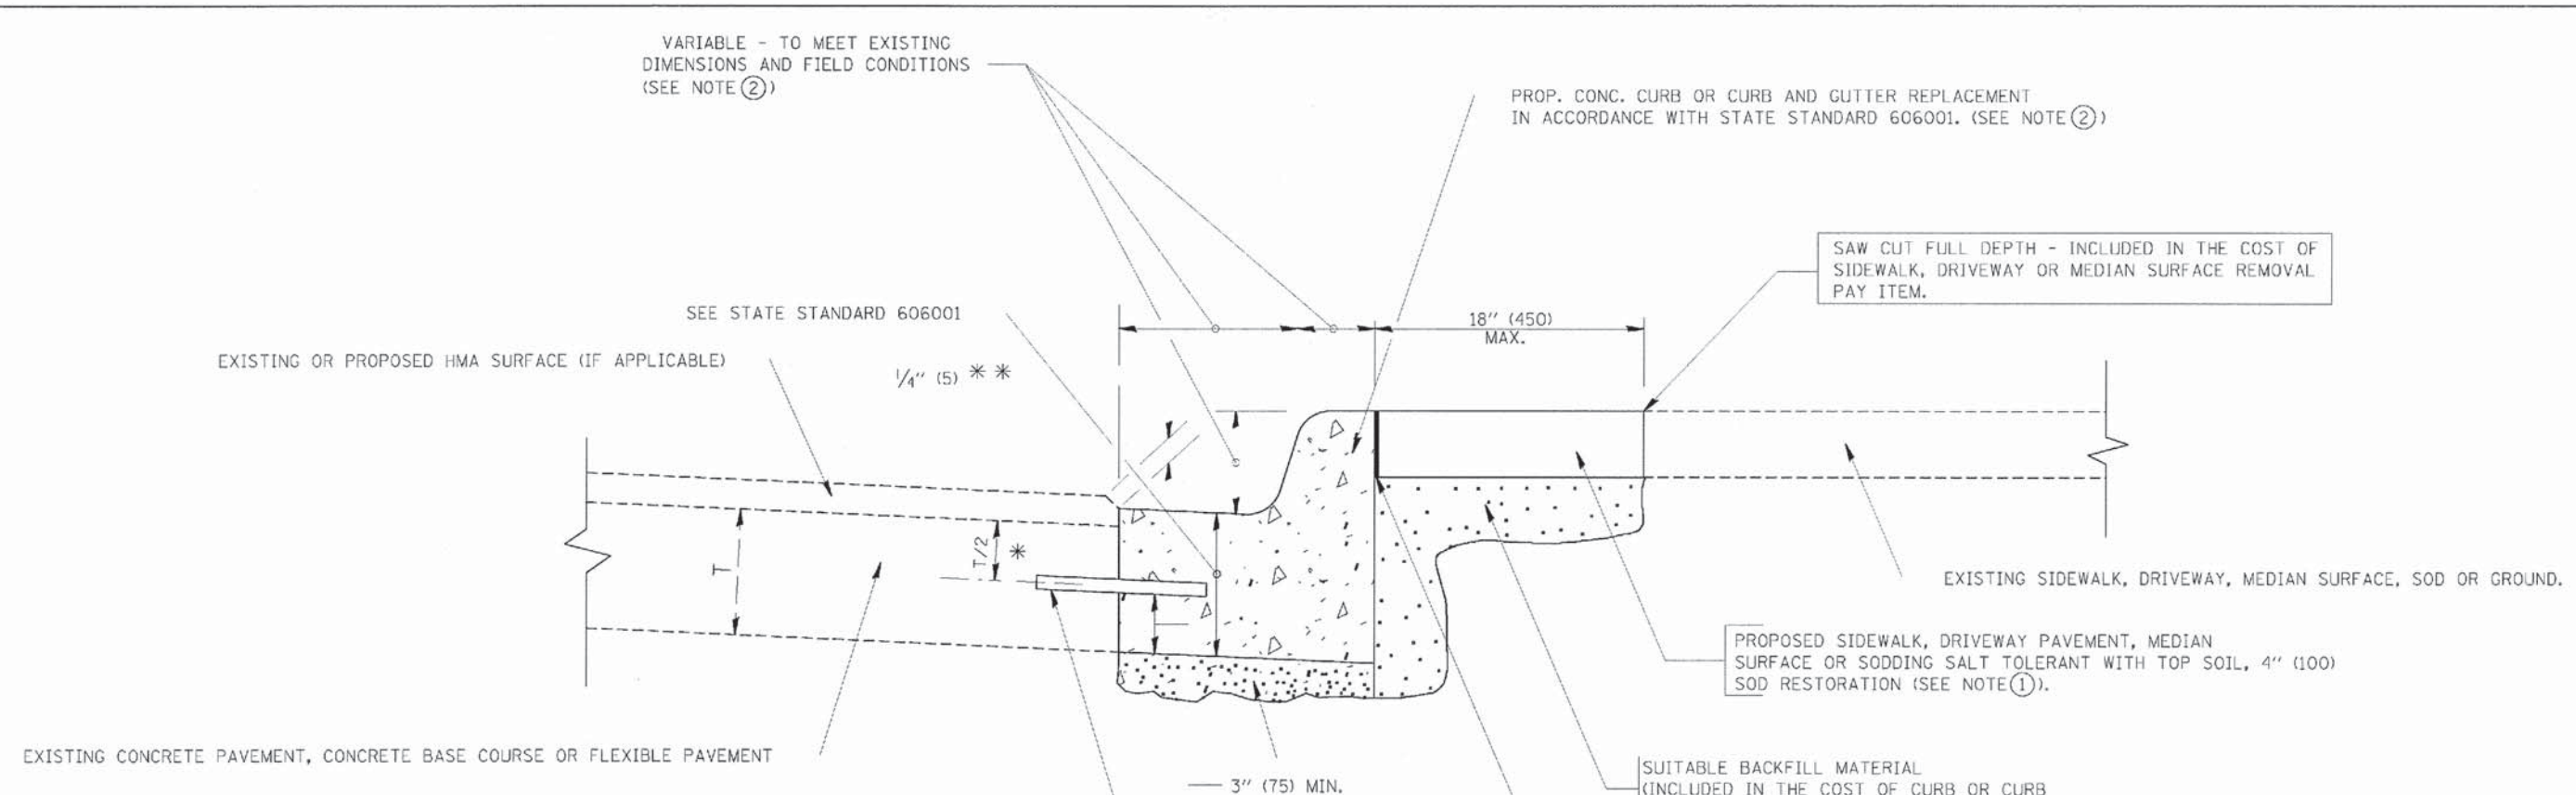 VARIABLE - TO MEET EXISTING
DIMENSIONS AND FIELD CONDITIONS
(SEE NOTE ②)
PROP. CONC. CURB OR CURB AND GUTTER REPLACEMENT
IN ACCORDANCE WITH STATE STANDARD 606001. (SEE NOTE ②)
SAW CUT FULL DEPTH - INCLUDED IN THE COST OF
SIDEWALK, DRIVEWAY OR MEDIAN SURFACE REMOVAL
PAY ITEM.
SEE STATE STANDARD 606001
18" (450)
MAX.
EXISTING OR PROPOSED HMA SURFACE (IF APPLICABLE)
1/4" (5) * *
T
T/2 *
EXISTING SIDEWALK, DRIVEWAY, MEDIAN SURFACE, SOD OR GROUND.
PROPOSED SIDEWALK, DRIVEWAY PAVEMENT, MEDIAN
SURFACE OR SODDING SALT TOLERANT WITH TOP SOIL, 4" (100)
SOD RESTORATION (SEE NOTE ①).
EXISTING CONCRETE PAVEMENT, CONCRETE BASE COURSE OR FLEXIBLE PAVEMENT
3" (75) MIN.
SUITABLE BACKFILL MATERIAL
(INCLUDED IN THE COST OF CURB OR CURB